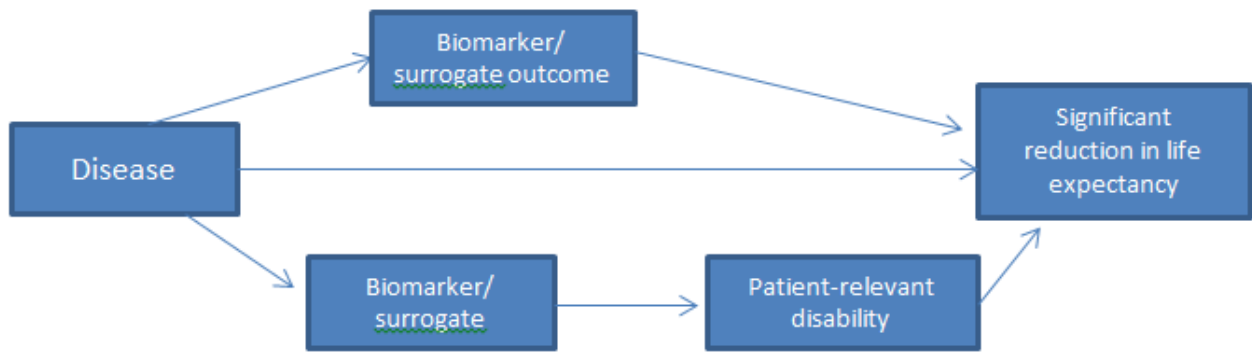 Biomarker/
surrogate outcome
Significant
reduction in life
expectancy
Disease
Biomarker/
surrogate
Patient-relevant
disability